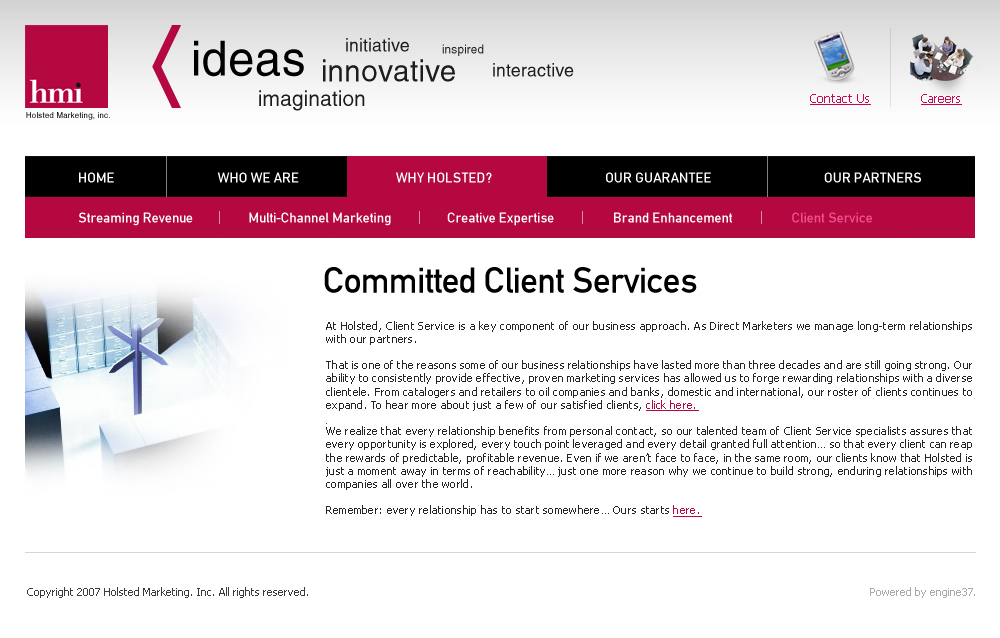 hmi
Holsted Marketing, inc.
ideas
initiative
inspired
innovative
interactive
imagination
Contact Us
Careers
HOME
WHO WE ARE
WHY HOLSTED?
OUR GUARANTEE
OUR PARTNERS
Streaming Revenue
Multi-Channel Marketing
Creative Expertise
Brand Enhancement
Client Service
Committed Client Services
At Holsted, Client Service is a key component of our business approach. As Direct Marketers we manage long-term relationships
with our partners.
That is one of the reasons some of our business relationships have lasted more than three decades and are still going strong. Our
ability to consistently provide effective, proven marketing services has allowed us to forge rewarding relationships with a diverse
clientele. From catalogers and retailers to oil companies and banks, domestic and international, our roster of clients continues to
expand. To hear more about just a few of our satisfied clients, click here.
.
We realize that every relationship benefits from personal contact, so our talented team of Client Service specialists assures that
every opportunity is explored, every touch point leveraged and every detail granted full attention... so that every client can reap
the rewards of predictable, profitable revenue. Even if we aren't face to face, in the same room, our clients know that Holsted is
just a moment away in terms of reachability... just one more reason why we continue to build strong, enduring relationships with
companies all over the world.
Remember: every relationship has to start somewhere... Ours starts here.
Copyright 2007 Holsted Marketing. Inc. All rights reserved.
Powered by engine37.